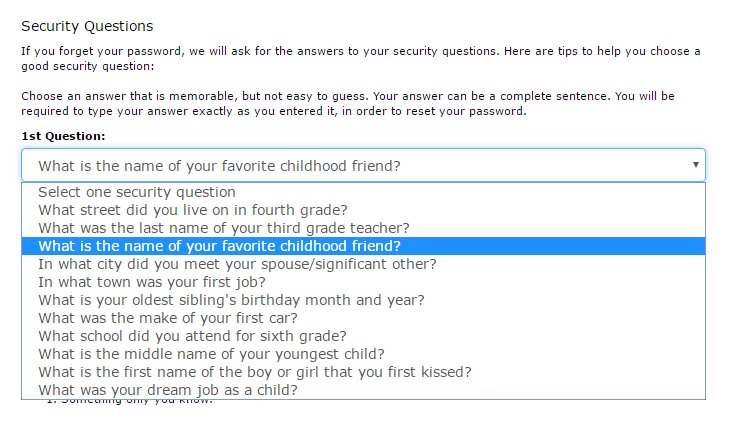 Security Questions
If you forget your password, we will ask for the answers to your security questions. Here are tips to help you choose a
good security question:
Choose an answer that is memorable, but not easy to guess. Your answer can be a complete sentence. You will be
required to type your answer exactly as you entered it, in order to reset your password.
1st Question:
What is the name of your favorite childhood friend?
Select one security question
What street did you live on in fourth grade?
What was the last name of your third grade teacher?
What is the name of your favorite childhood friend?
In what city did you meet your spouse/significant other?
In what town was your first job?
What is your oldest sibling's birthday month and year?
What was the make of your first car?
What school did you attend for sixth grade?
What is the middle name of your youngest child?
What is the first name of the boy or girl that you first kissed?
What was your dream job as a child?
1. Something only you know.